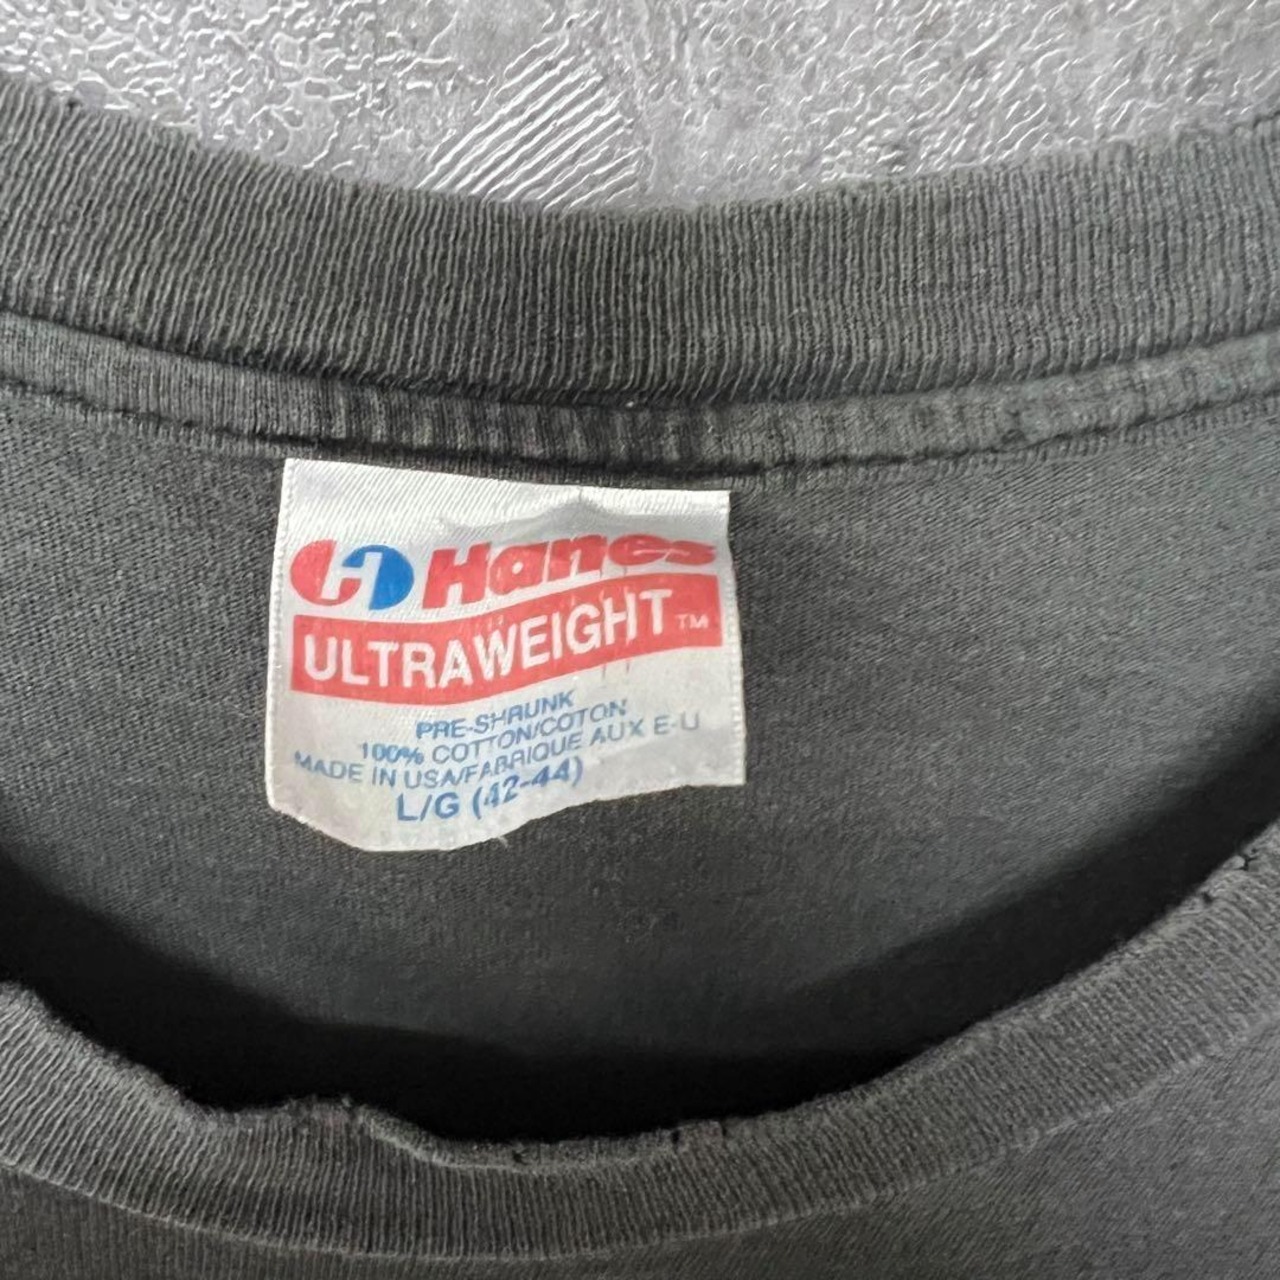 H Hanes
ULTRAWEIGHT™
PRE-SHRUNK
100% COTTON/COTON
MADE IN USA/FABRIQUE AUX E-U
L/G (42-44)